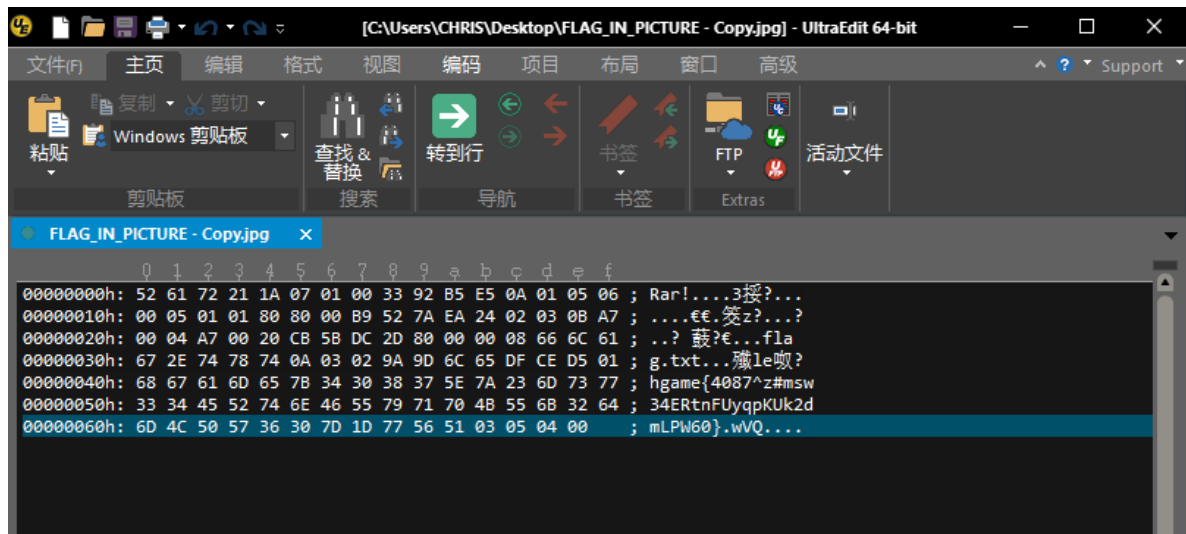 [C:\Users\CHRIS\Desktop\FLAG_IN_PICTURE - Copy.jpg] - UltraEdit 64-bit
文件(F) 主页 编辑 格式 视图 编码 项目 布局 窗口 高级 Support
复制 剪切
Windows 剪贴板
粘贴
查找 &
替换
转到行
书签
FTP
活动文件
剪贴板 搜索 导航 书签 Extras
FLAG_IN_PICTURE - Copy.jpg
0 1 2 3 4 5 6 7 8 9 a b c d e f
00000000h: 52 61 72 21 1A 07 01 00 33 92 B5 E5 0A 01 05 06 ; Rar!....3捼?...
00000010h: 00 05 01 01 80 80 00 B9 52 7A EA 24 02 03 0B A7 ; ....€€.筊z?...?
00000020h: 00 04 A7 00 20 CB 5B DC 2D 80 00 00 08 66 6C 61 ; ..? 蔎?€...fla
00000030h: 67 2E 74 78 74 0A 03 02 9A 9D 6C 65 DF CE D5 01 ; g.txt...殱le呶?
00000040h: 68 67 61 6D 65 7B 34 30 38 37 5E 7A 23 6D 73 77 ; hgame{4087^z#msw
00000050h: 33 34 45 52 74 6E 46 55 79 71 70 4B 55 6B 32 64 ; 34ERtnFUyqpKUk2d
00000060h: 6D 4C 50 57 36 30 7D 1D 77 56 51 03 05 04 00 ; mLPW60}.wVQ....